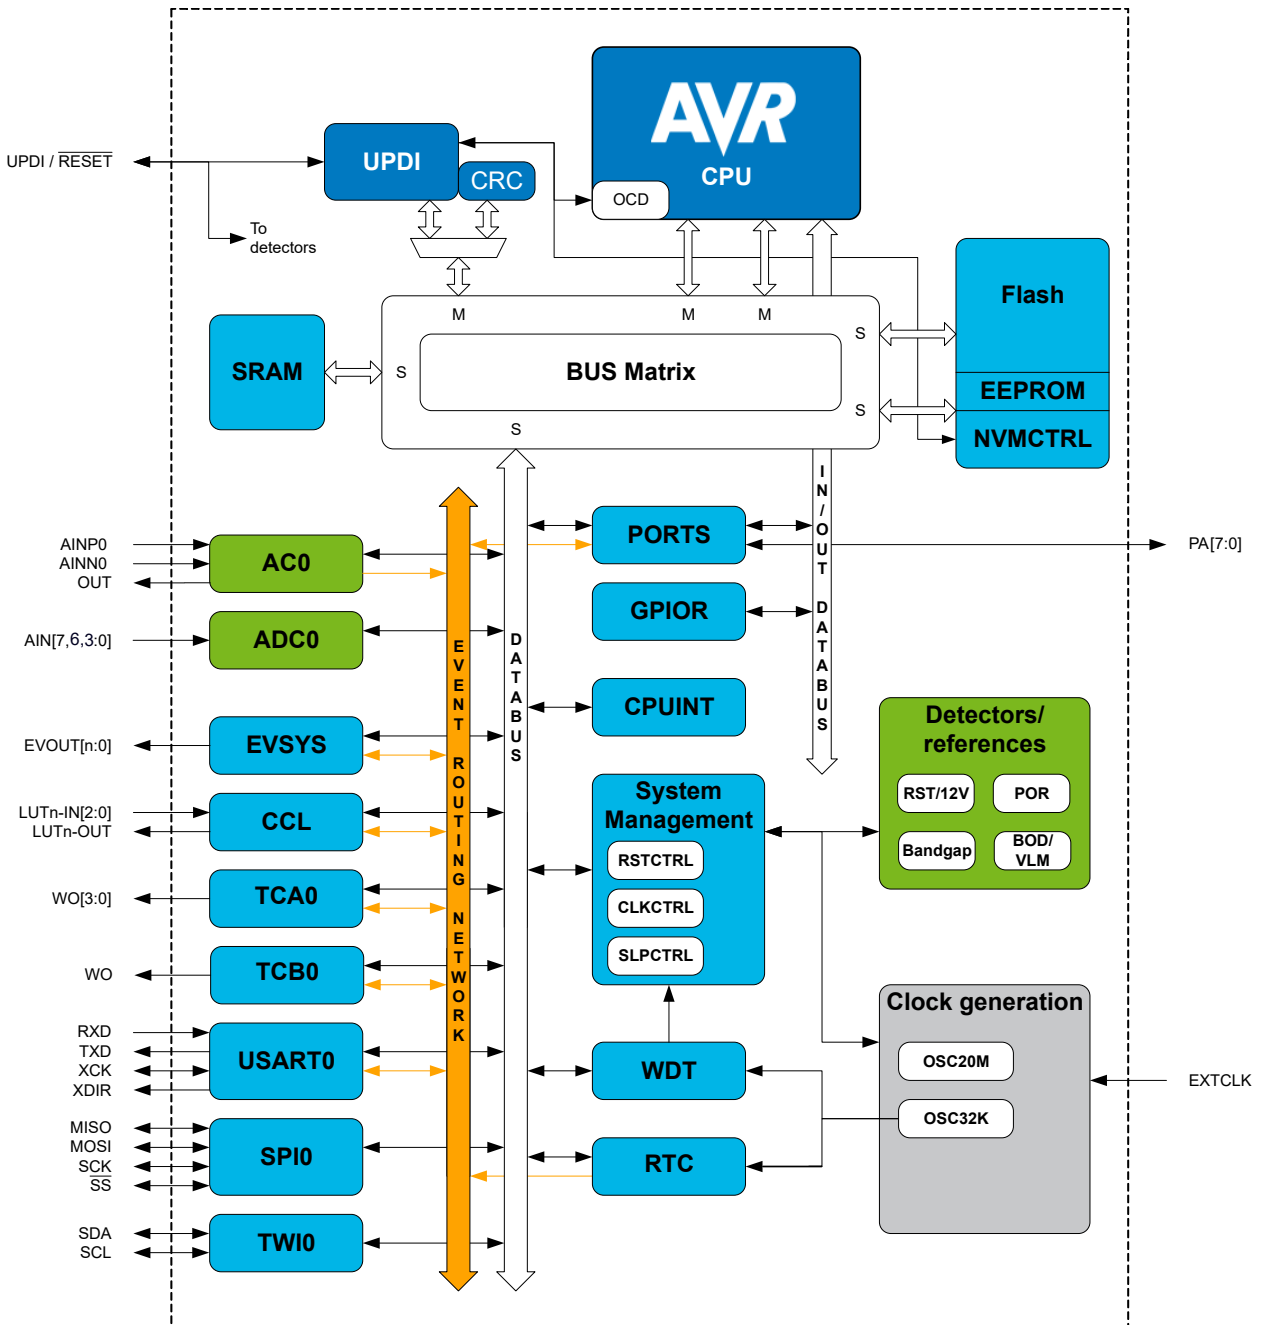 AVR
CPU
OCD
UPDI / RESET
UPDI
CRC
To
detectors
Flash
EEPROM
NVMCTRL
M
M
M
S
S
S
S
SRAM
BUS Matrix
IN/OUT DATABUS
DATABUS
EVENT ROUTING NETWORK
AINP0
AINN0
OUT
AC0
PORTS
PA[7:0]
AIN[7,6,3:0]
ADC0
GPIOR
CPUINT
EVOUT[n:0]
EVSYS
LUTn-IN[2:0]
LUTn-OUT
CCL
System
Management
RSTCTRL
CLKCTRL
SLPCTRL
Detectors/
references
RST/12V
POR
Bandgap
BOD/
VLM
WO[3:0]
TCA0
WO
TCB0
Clock generation
OSC20M
OSC32K
EXTCLK
RXD
TXD
XCK
XDIR
USART0
WDT
MISO
MOSI
SCK
SS
SPI0
RTC
SDA
SCL
TWI0